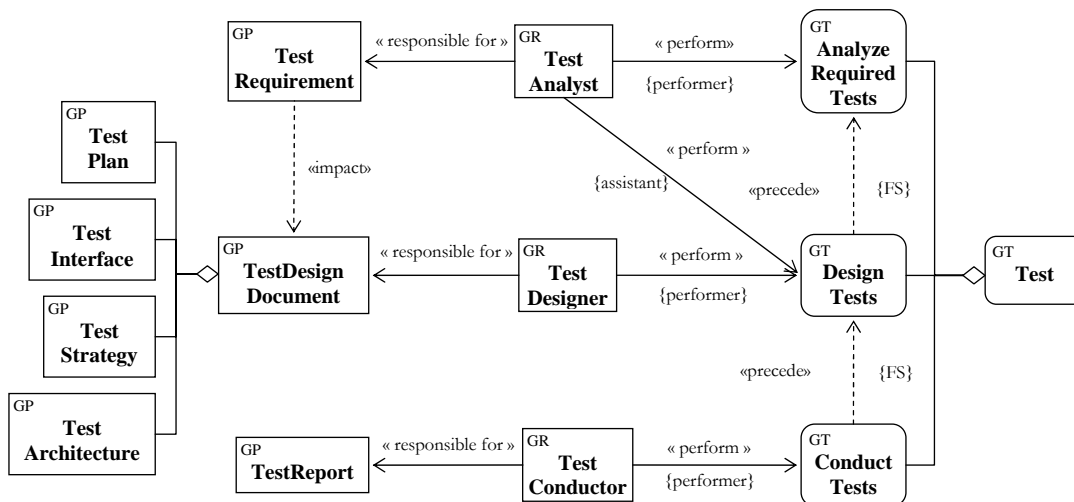 GP
Test
Requirement
« responsible for »
GR
Test
Analyst
« perform»
{performer}
GT
Analyze
Required
Tests
GP
Test
Plan
«impact»
« perform »
{assistant}
«precede»
{FS}
GP
Test
Interface
GP
TestDesign
Document
« responsible for »
GR
Test
Designer
« perform »
{performer}
GT
Design
Tests
GT
Test
GP
Test
Strategy
«precede»
{FS}
GP
Test
Architecture
GP
TestReport
« responsible for »
GR
Test
Conductor
« perform »
{performer}
GT
Conduct
Tests